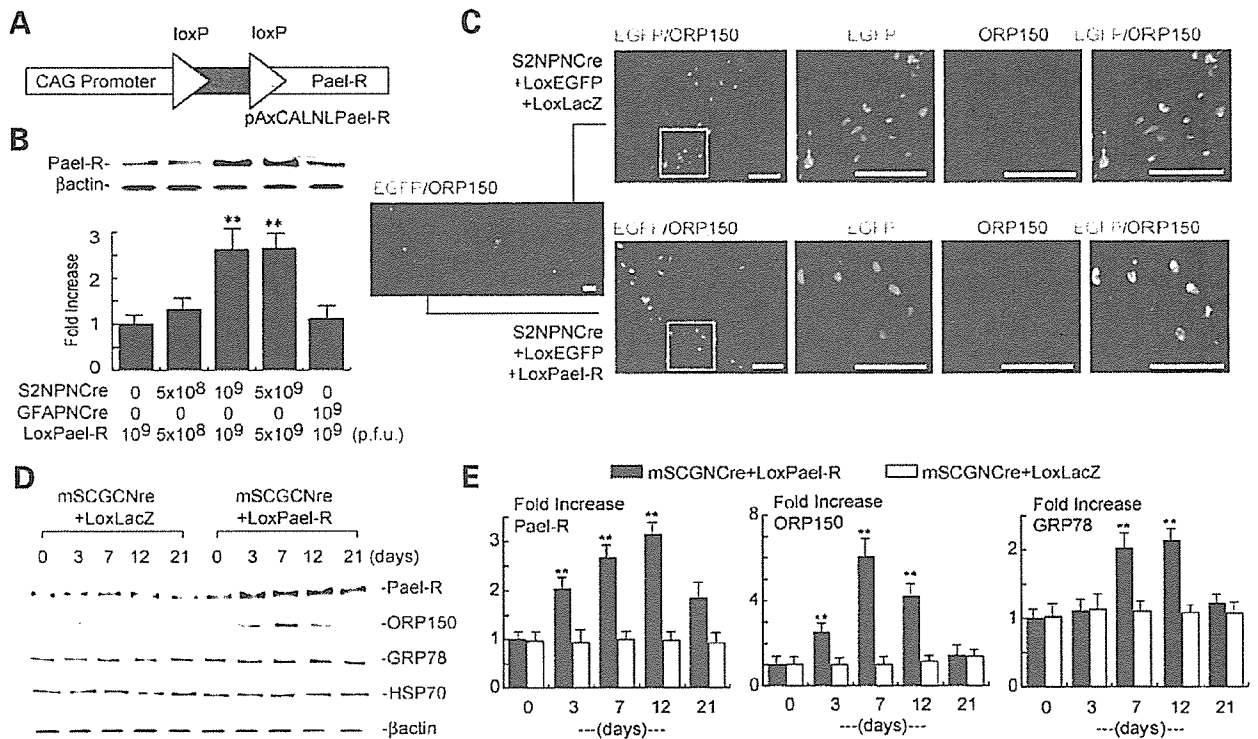 A
loxP loxP
CAG Promoter Pael-R
pAxCALNLPael-R
B
Pael-R-
βactin-
** **
3
2
1
0
Fold Increase
S2NPNCre 0 5x10⁸ 10⁹ 5x10⁹ 0
GFAPNCre 0 0 0 0 10⁹
LoxPael-R 10⁹ 5x10⁸ 10⁹ 5x10⁹ 10⁹ (p.f.u.)
C
EGFP/ORP150
S2NPNCre
+LoxEGFP
+LoxLacZ
EGFP/ORP150 EGFP ORP150 EGFP/ORP150
EGFP/ORP150 EGFP ORP150 EGFP/ORP150
S2NPNCre
+LoxEGFP
+LoxPael-R
D
mSCGCNre
+LoxLacZ
mSCGCNre
+LoxPael-R
0 3 7 12 21 0 3 7 12 21 (days)
-Pael-R
-ORP150
-GRP78
-HSP70
-βactin
E
mSCGNCre+LoxPael-R mSCGNCre+LoxLacZ
Fold Increase
Pael-R
3
2
1
0
** ** **
0 3 7 12 21
---(days)---
Fold Increase
ORP150
8
4
0
** ** **
0 3 7 12 21
---(days)---
Fold Increase
GRP78
2
1
0
** **
0 3 7 12 21
---(days)---